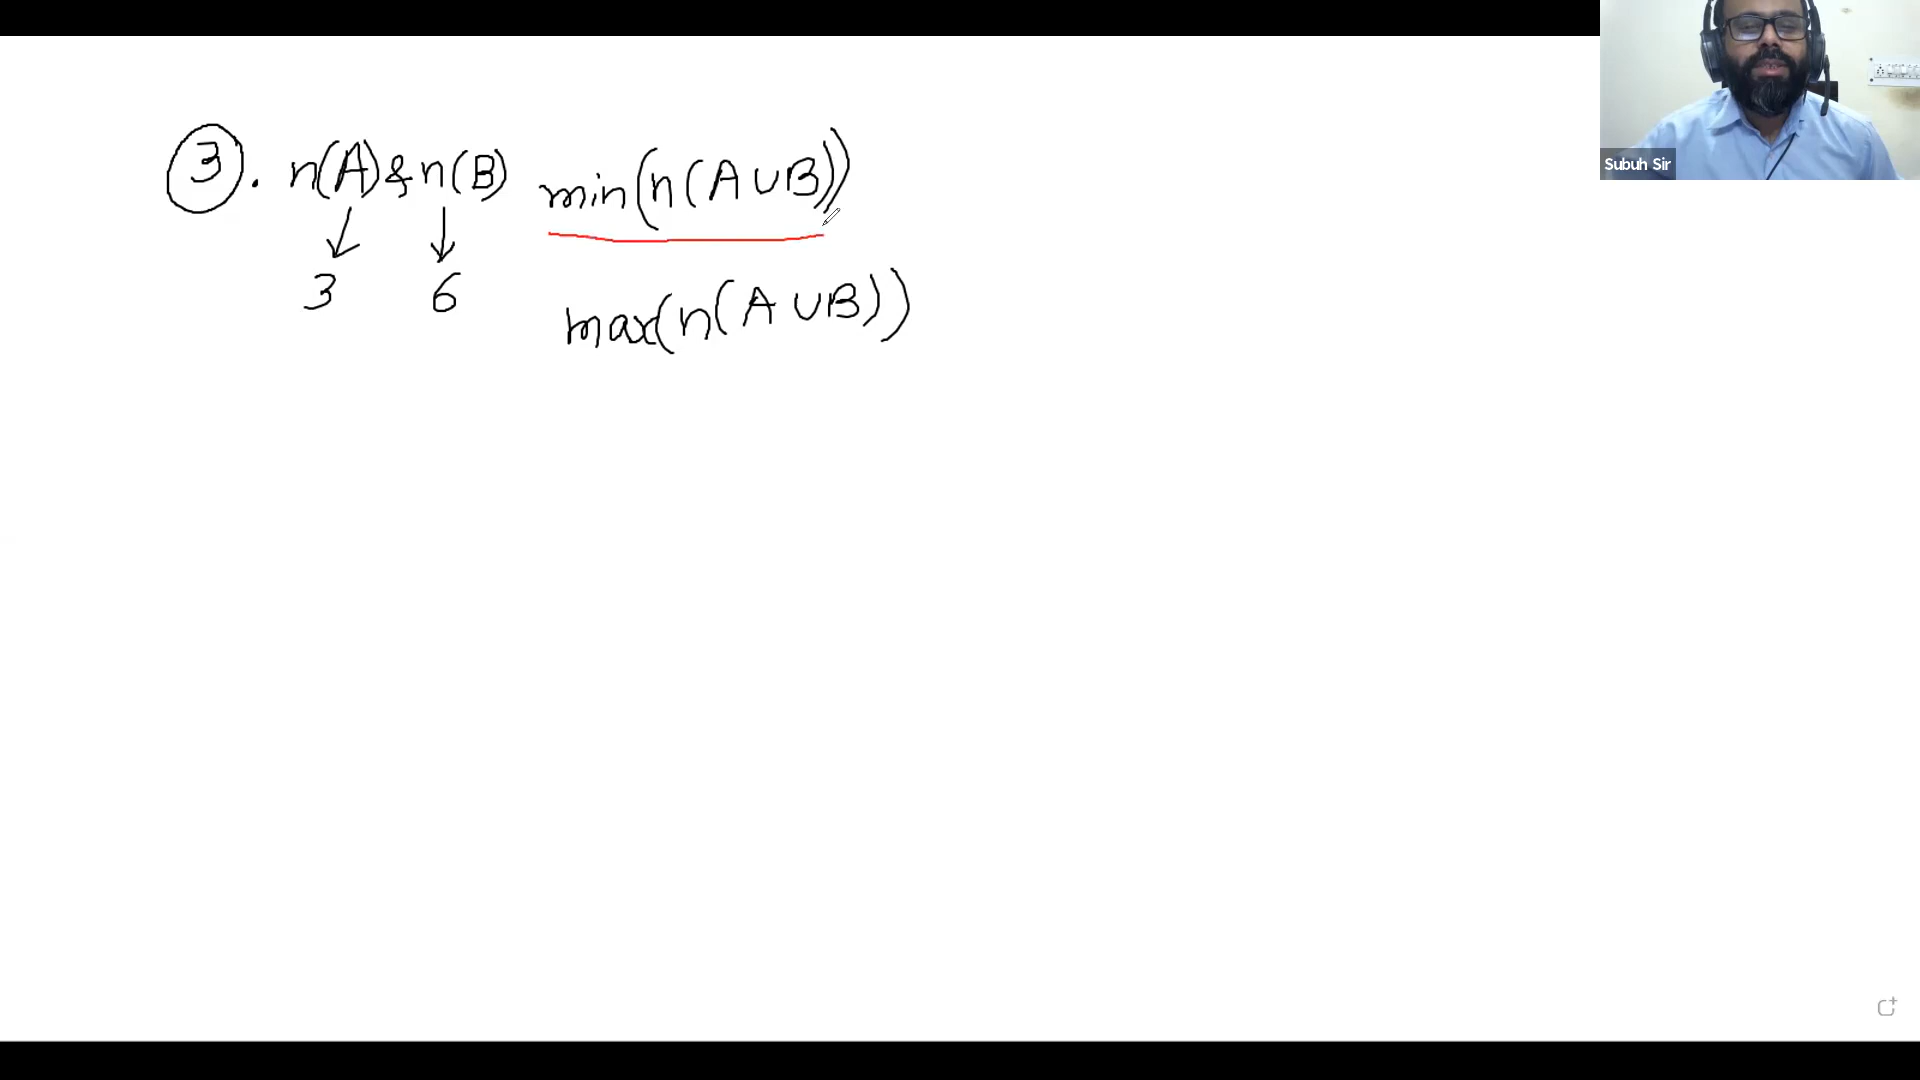 3. n(A) & n(B) min(n(A∪B))
↓ ↓
3 6
max(n(A∪B))
Subuh Sir